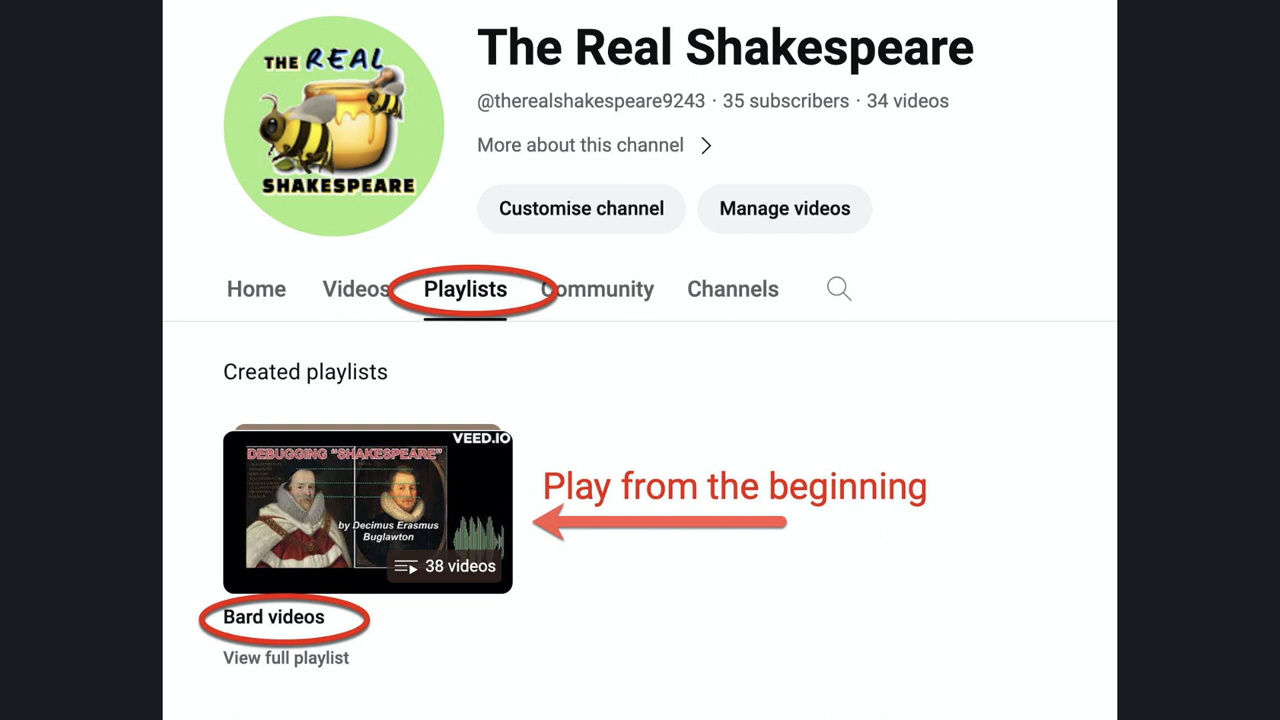 THE REAL
SHAKESPEARE
The Real Shakespeare
@therealshakespeare9243 · 35 subscribers · 34 videos
More about this channel
Customise channel
Manage videos
Home
Videos
Playlists
Community
Channels
Created playlists
VEED.IO
DEBUGGING "SHAKESPEARE"
by Decimus Erasmus
Buglawton
38 videos
Play from the beginning
Bard videos
View full playlist